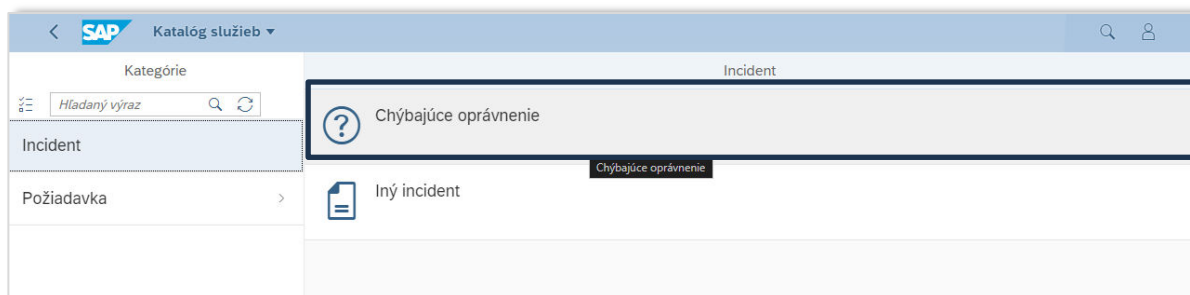 SAP Katalóg služieb
Kategórie
Incident
Hľadaný výraz
Incident
Požiadavka
Chýbajúce oprávnenie
Chýbajúce oprávnenie
Iný incident